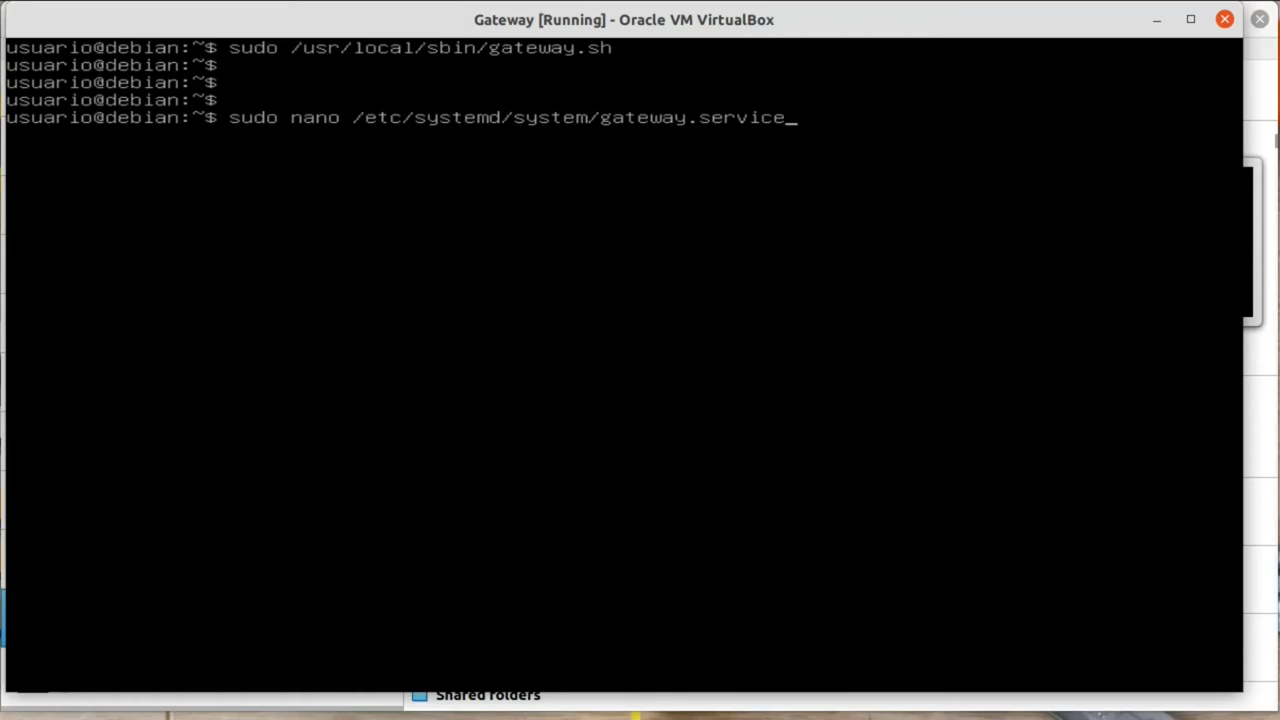 Gateway [Running] - Oracle VM VirtualBox
usuario@debian:~$ sudo /usr/local/sbin/gateway.sh
usuario@debian:~$
usuario@debian:~$
usuario@debian:~$
usuario@debian:~$ sudo nano /etc/systemd/system/gateway.service_
Shared folders